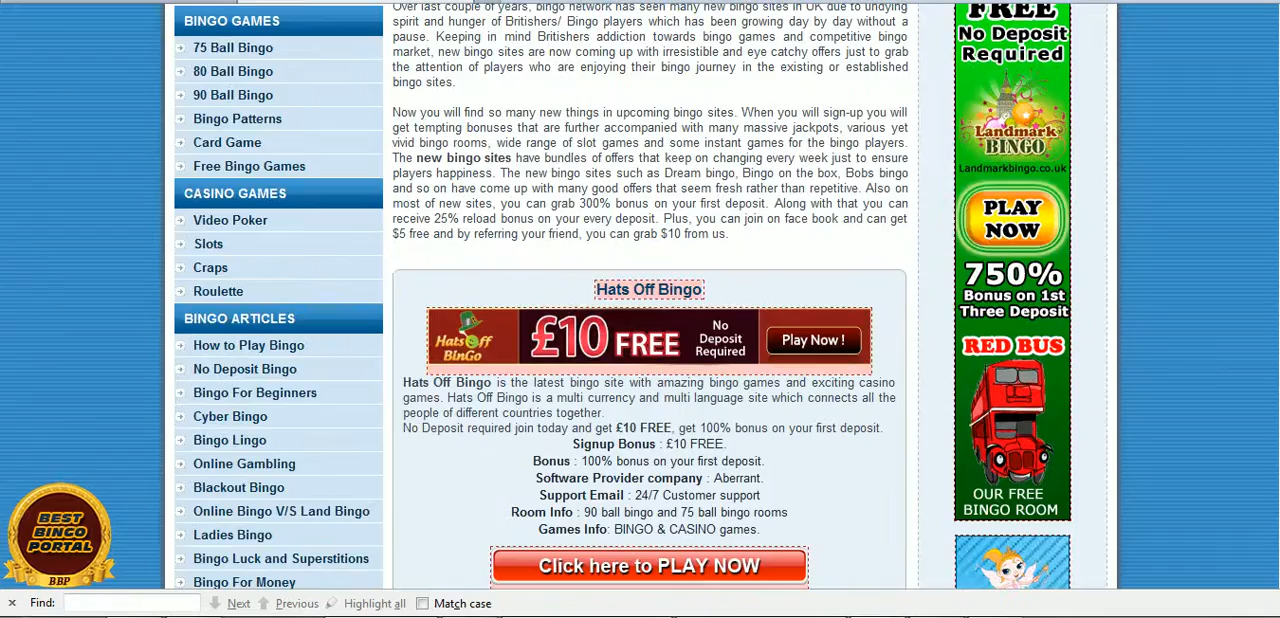 BINGO GAMES
75 Ball Bingo
80 Ball Bingo
90 Ball Bingo
Bingo Patterns
Card Game
Free Bingo Games
CASINO GAMES
Video Poker
Slots
Craps
Roulette
BINGO ARTICLES
How to Play Bingo
No Deposit Bingo
Bingo For Beginners
Cyber Bingo
Bingo Lingo
Online Gambling
Blackout Bingo
Online Bingo V/S Land Bingo
Ladies Bingo
Bingo Luck and Superstitions
Bingo For Money
BEST
BINGO
PORTAL
BBP
Over last couple of years, bingo network has seen many new bingo sites in UK due to undying
spirit and hunger of Britishers/ Bingo players which has been growing day by day without a
pause. Keeping in mind Britishers addiction towards bingo games and competitive bingo
market, new bingo sites are now coming up with irresistible and eye catchy offers just to grab
the attention of players who are enjoying their bingo journey in the existing or established
bingo sites.
Now you will find so many new things in upcoming bingo sites. When you will sign-up you will
get tempting bonuses that are further accompanied with many massive jackpots, various yet
vivid bingo rooms, wide range of slot games and some instant games for the bingo players.
The new bingo sites have bundles of offers that keep on changing every week just to ensure
players happiness. The new bingo sites such as Dream bingo, Bingo on the box, Bobs bingo
and so on have come up with many good offers that seem fresh rather than repetitive. Also on
most of new sites, you can grab 300% bonus on your first deposit. Along with that you can
receive 25% reload bonus on your every deposit. Plus, you can join on face book and can get
$5 free and by referring your friend, you can grab $10 from us.
Hats Off Bingo
Hats Off
BinGo
£10 FREE
No
Deposit
Required
Play Now !
Hats Off Bingo is the latest bingo site with amazing bingo games and exciting casino
games. Hats Off Bingo is a multi currency and multi language site which connects all the
people of different countries together.
No Deposit required join today and get £10 FREE, get 100% bonus on your first deposit.
Signup Bonus : £10 FREE.
Bonus : 100% bonus on your first deposit.
Software Provider company : Aberrant.
Support Email : 24/7 Customer support
Room Info : 90 ball bingo and 75 ball bingo rooms
Games Info: BINGO & CASINO games.
Click here to PLAY NOW
FREE
No Deposit
Required
Landmark
BINGO
Landmarkbingo.co.uk
PLAY
NOW
750%
Bonus on 1st
Three Deposit
RED BUS
OUR FREE
BINGO ROOM
× Find: Next Previous Highlight all Match case